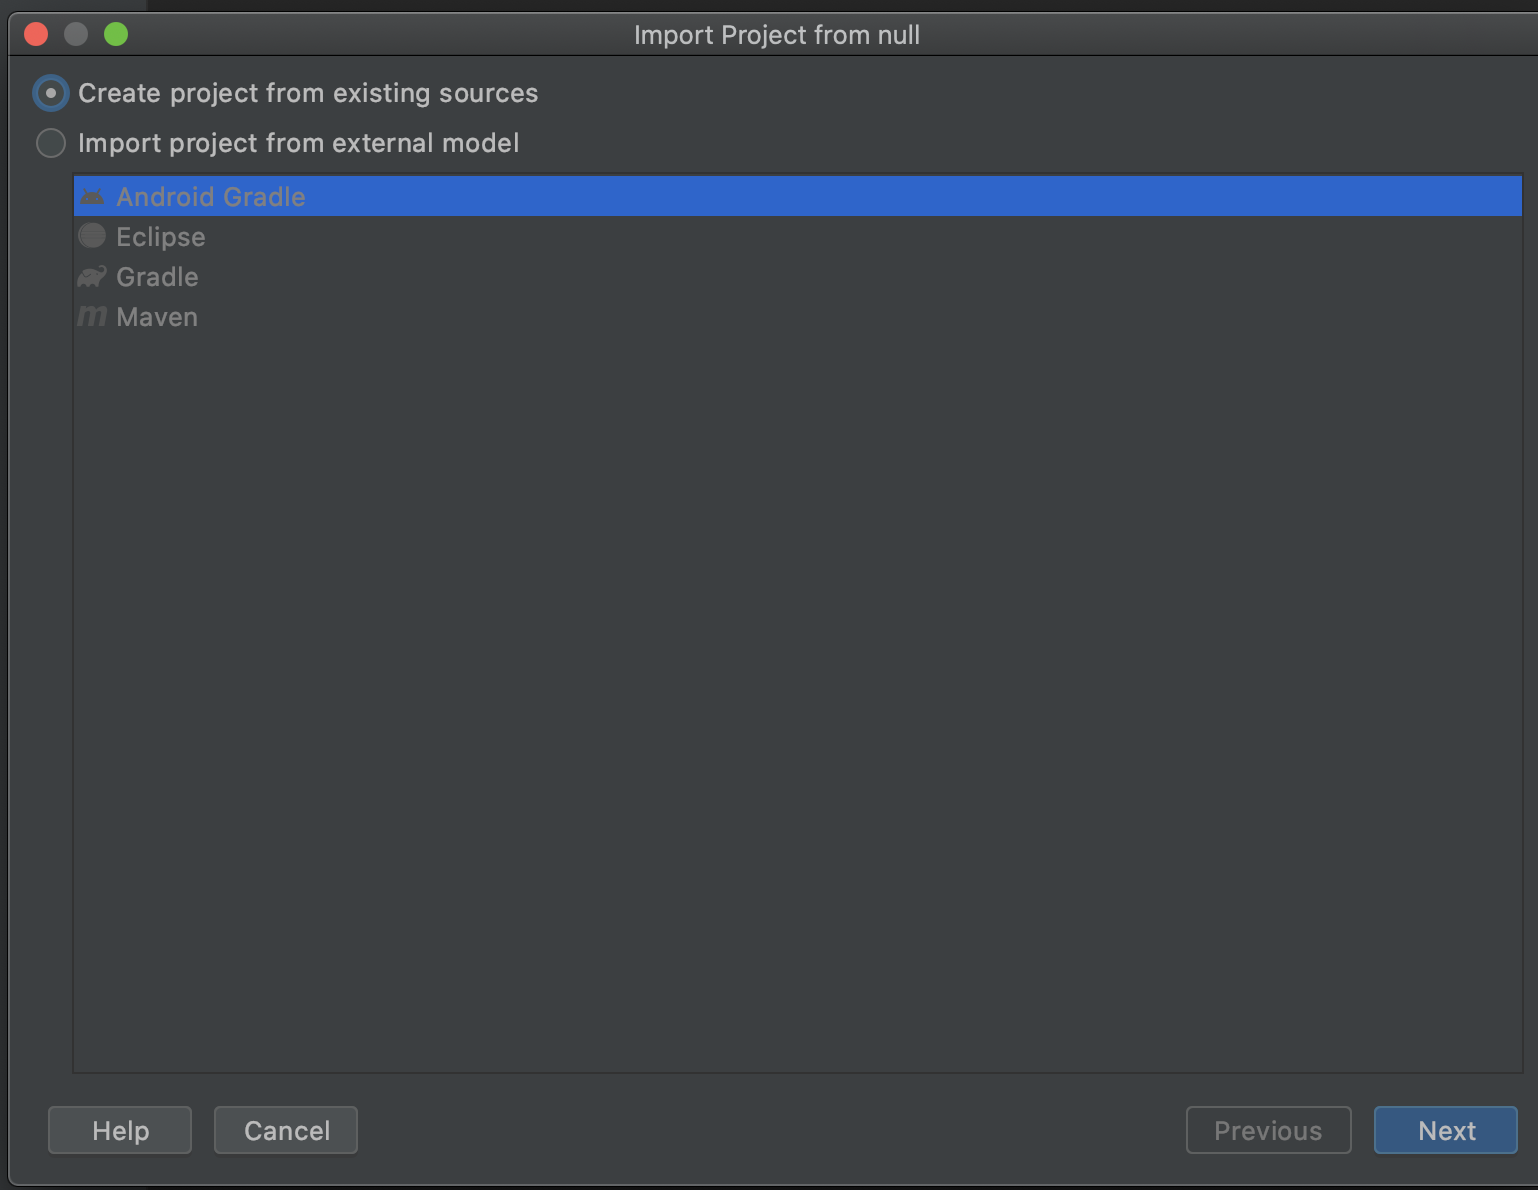 Import Project from null
Create project from existing sources
Import project from external model
Android Gradle
Eclipse
Gradle
Maven
Help
Cancel
Previous
Next